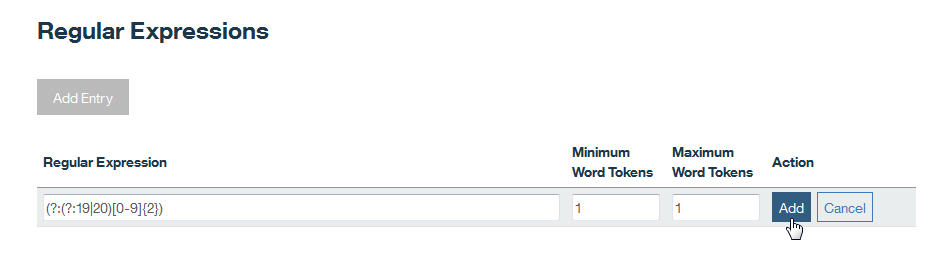 Regular Expressions
Add Entry
Regular Expression Minimum Word Tokens Maximum Word Tokens Action
(?:(?:19|20)[0-9]{2}) 1 1 Add Cancel